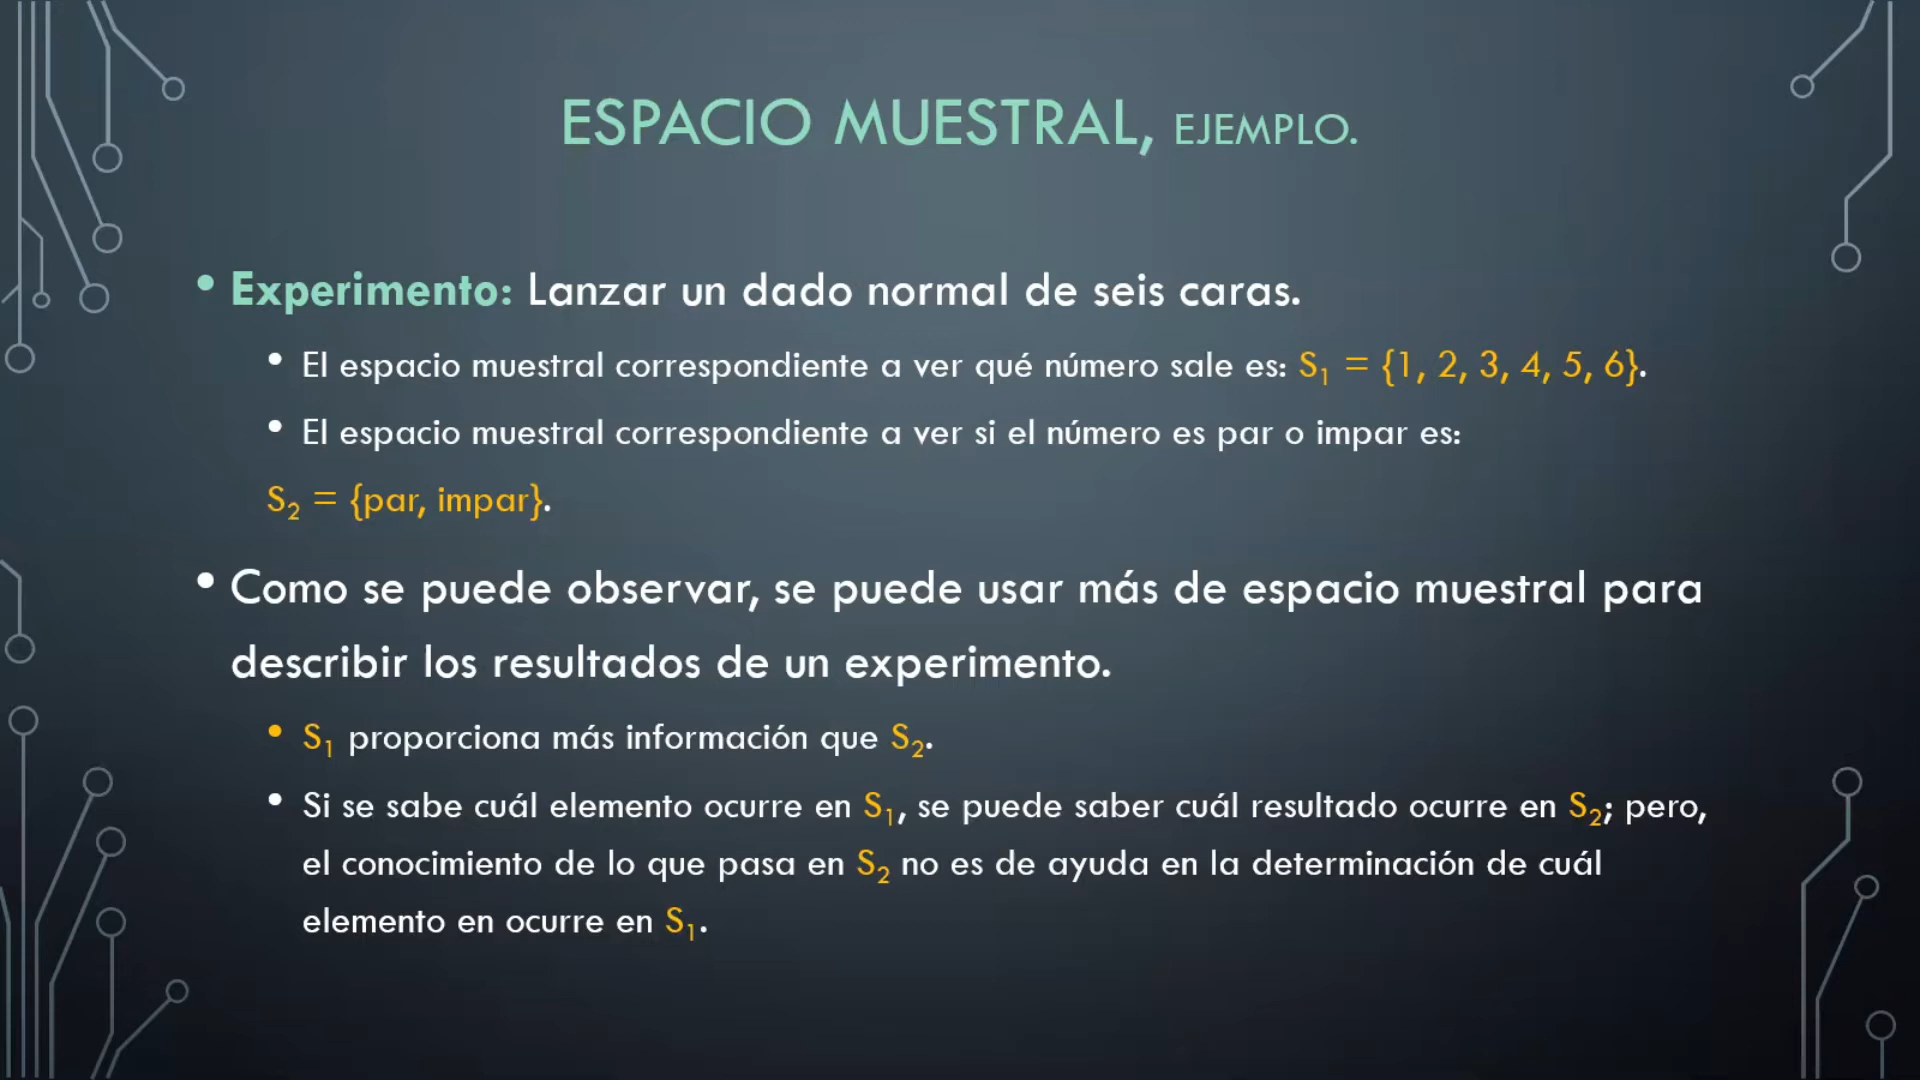 ESPACIO MUESTRAL, EJEMPLO.
• Experimento: Lanzar un dado normal de seis caras.
• El espacio muestral correspondiente a ver qué número sale es: S₁ = {1, 2, 3, 4, 5, 6}.
• El espacio muestral correspondiente a ver si el número es par o impar es:
S₂ = {par, impar}.
• Como se puede observar, se puede usar más de espacio muestral para
describir los resultados de un experimento.
• S₁ proporciona más información que S₂.
• Si se sabe cuál elemento ocurre en S₁, se puede saber cuál resultado ocurre en S₂; pero,
el conocimiento de lo que pasa en S₂ no es de ayuda en la determinación de cuál
elemento en ocurre en S₁.